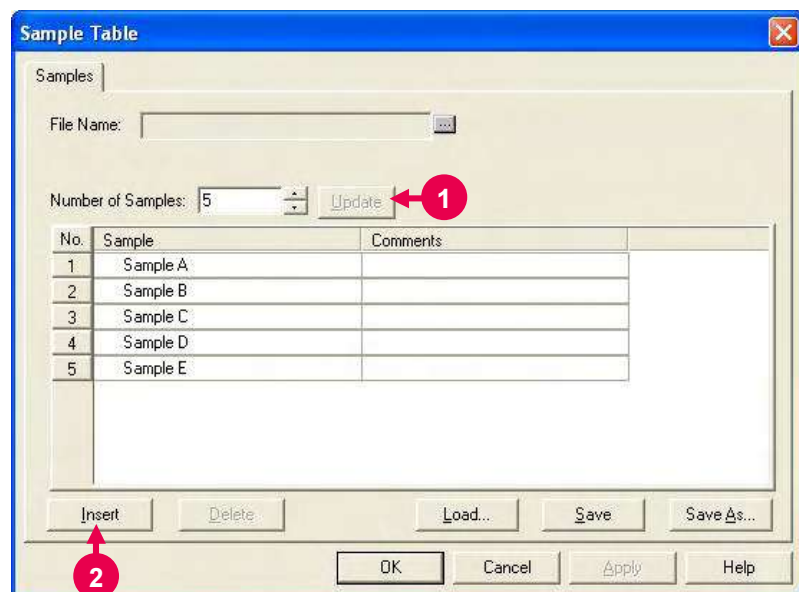 Sample Table
Samples
File Name: ...
Number of Samples: 5 Update 1
No. Sample Comments
1 Sample A
2 Sample B
3 Sample C
4 Sample D
5 Sample E
Insert Delete Load... Save Save As...
2
OK Cancel Apply Help